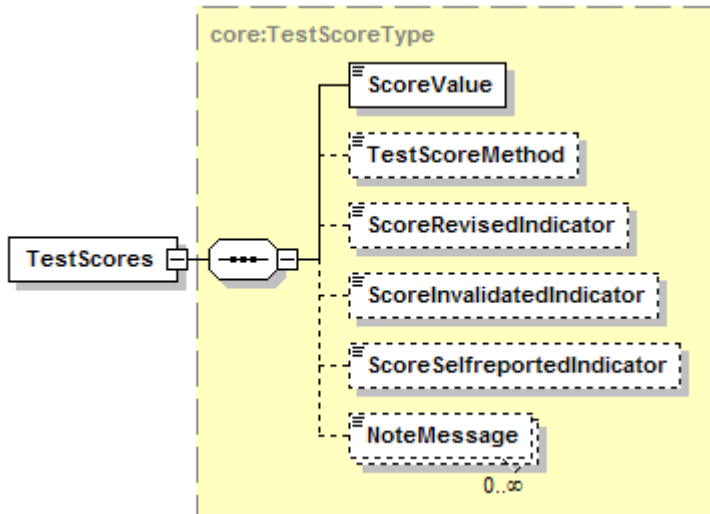 core:TestScoreType
ScoreValue
TestScoreMethod
ScoreRevisedIndicator
TestScores
ScoreInvalidatedIndicator
ScoreSelfreportedIndicator
NoteMessage
0..∞